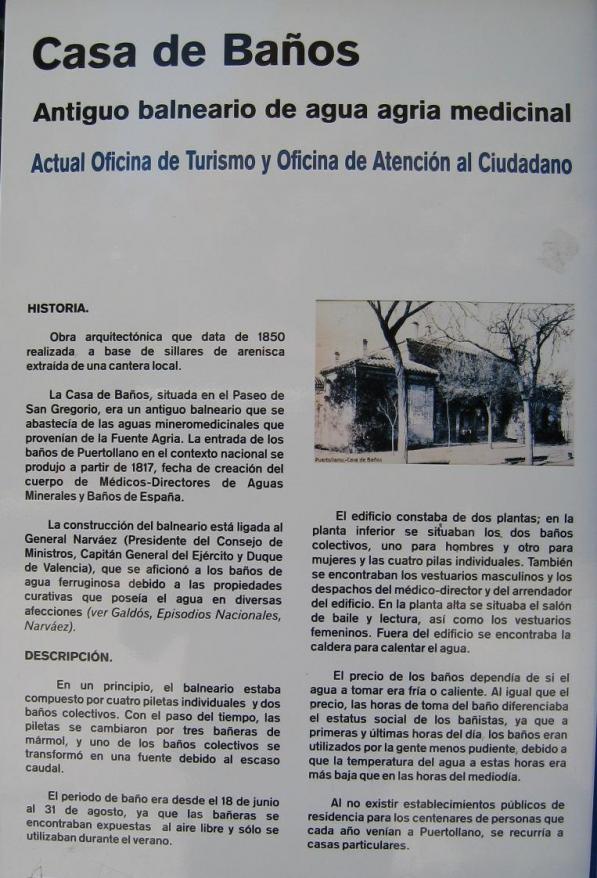 Casa de Baños
Antiguo balneario de agua agria medicinal
Actual Oficina de Turismo y Oficina de Atención al Ciudadano
HISTORIA.
Obra arquitectónica que data de 1850
realizada a base de sillares de arenisca
extraída de una cantera local.
La Casa de Baños, situada en el Paseo de
San Gregorio, era un antiguo balneario que se
abastecía de las aguas mineromedicinales que
provenían de la Fuente Agria. La entrada de los
baños de Puertollano en el contexto nacional se
produjo a partir de 1817, fecha de creación del
cuerpo de Médicos-Directores de Aguas
Minerales y Baños de España.
La construcción del balneario está ligada al
General Narváez (Presidente del Consejo de
Ministros, Capitán General del Ejército y Duque
de Valencia), que se aficionó a los baños de
agua ferruginosa debido a las propiedades
curativas que poseía el agua en diversas
afecciones (ver Galdós, Episodios Nacionales,
Narváez).
DESCRIPCIÓN.
En un principio, el balneario estaba
compuesto por cuatro piletas individuales y dos
baños colectivos. Con el paso del tiempo, las
piletas se cambiaron por tres bañeras de
mármol, y uno de los baños colectivos se
transformó en una fuente debido al escaso
caudal.
El periodo de baño era desde el 18 de junio
al 31 de agosto, ya que las bañeras se
encontraban expuestas al aire libre y sólo se
utilizaban durante el verano.
Puertollano.-Casa de Baños
El edificio constaba de dos plantas; en la
planta inferior se situaban los dos baños
colectivos, uno para hombres y otro para
mujeres y las cuatro pilas individuales. También
se encontraban los vestuarios masculinos y los
despachos del médico-director y del arrendador
del edificio. En la planta alta se situaba el salón
de baile y lectura, así como los vestuarios
femeninos. Fuera del edificio se encontraba la
caldera para calentar el agua.
El precio de los baños dependía de si el
agua a tomar era fría o caliente. Al igual que el
precio, las horas de toma del baño diferenciaba
el estatus social de los bañistas, ya que a
primeras y últimas horas del día, los baños eran
utilizados por la gente menos pudiente, debido a
que la temperatura del agua a estas horas era
más baja que en las horas del mediodía.
Al no existir establecimientos públicos de
residencia para los centenares de personas que
cada año venían a Puertollano, se recurría a
casas particulares.